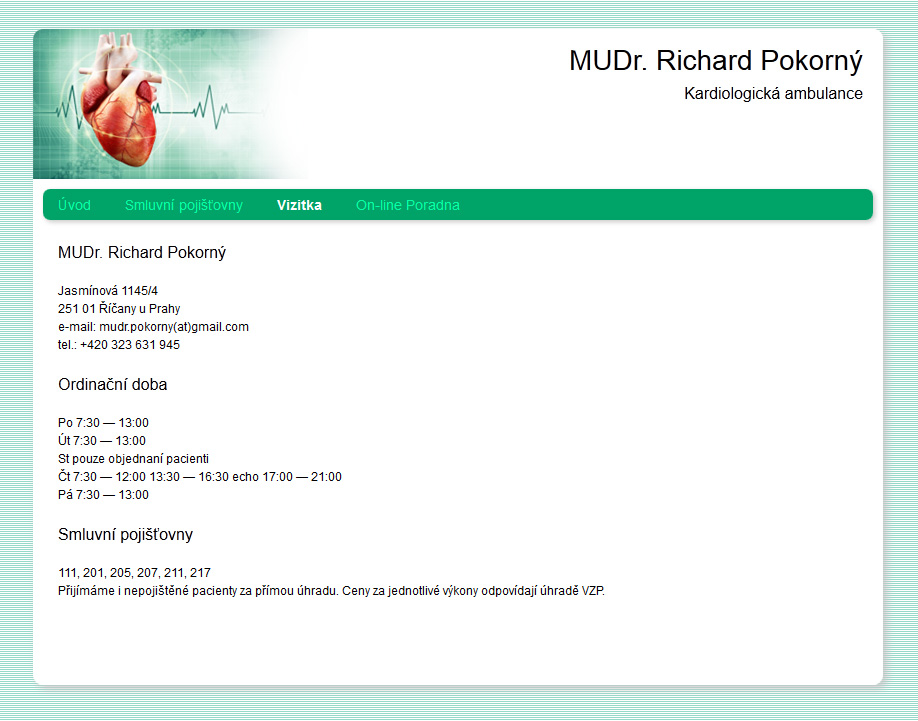 MUDr. Richard Pokorný
Kardiologická ambulance
Úvod Smluvní pojišťovny Vizitka On-line Poradna
MUDr. Richard Pokorný
Jasmínová 1145/4
251 01 Říčany u Prahy
e-mail: mudr.pokorny(at)gmail.com
tel.: +420 323 631 945
Ordinační doba
Po 7:30 — 13:00
Út 7:30 — 13:00
St pouze objednaní pacienti
Čt 7:30 — 12:00 13:30 — 16:30 echo 17:00 — 21:00
Pá 7:30 — 13:00
Smluvní pojišťovny
111, 201, 205, 207, 211, 217
Přijímáme i nepojištěné pacienty za přímou úhradu. Ceny za jednotlivé výkony odpovídají úhradě VZP.